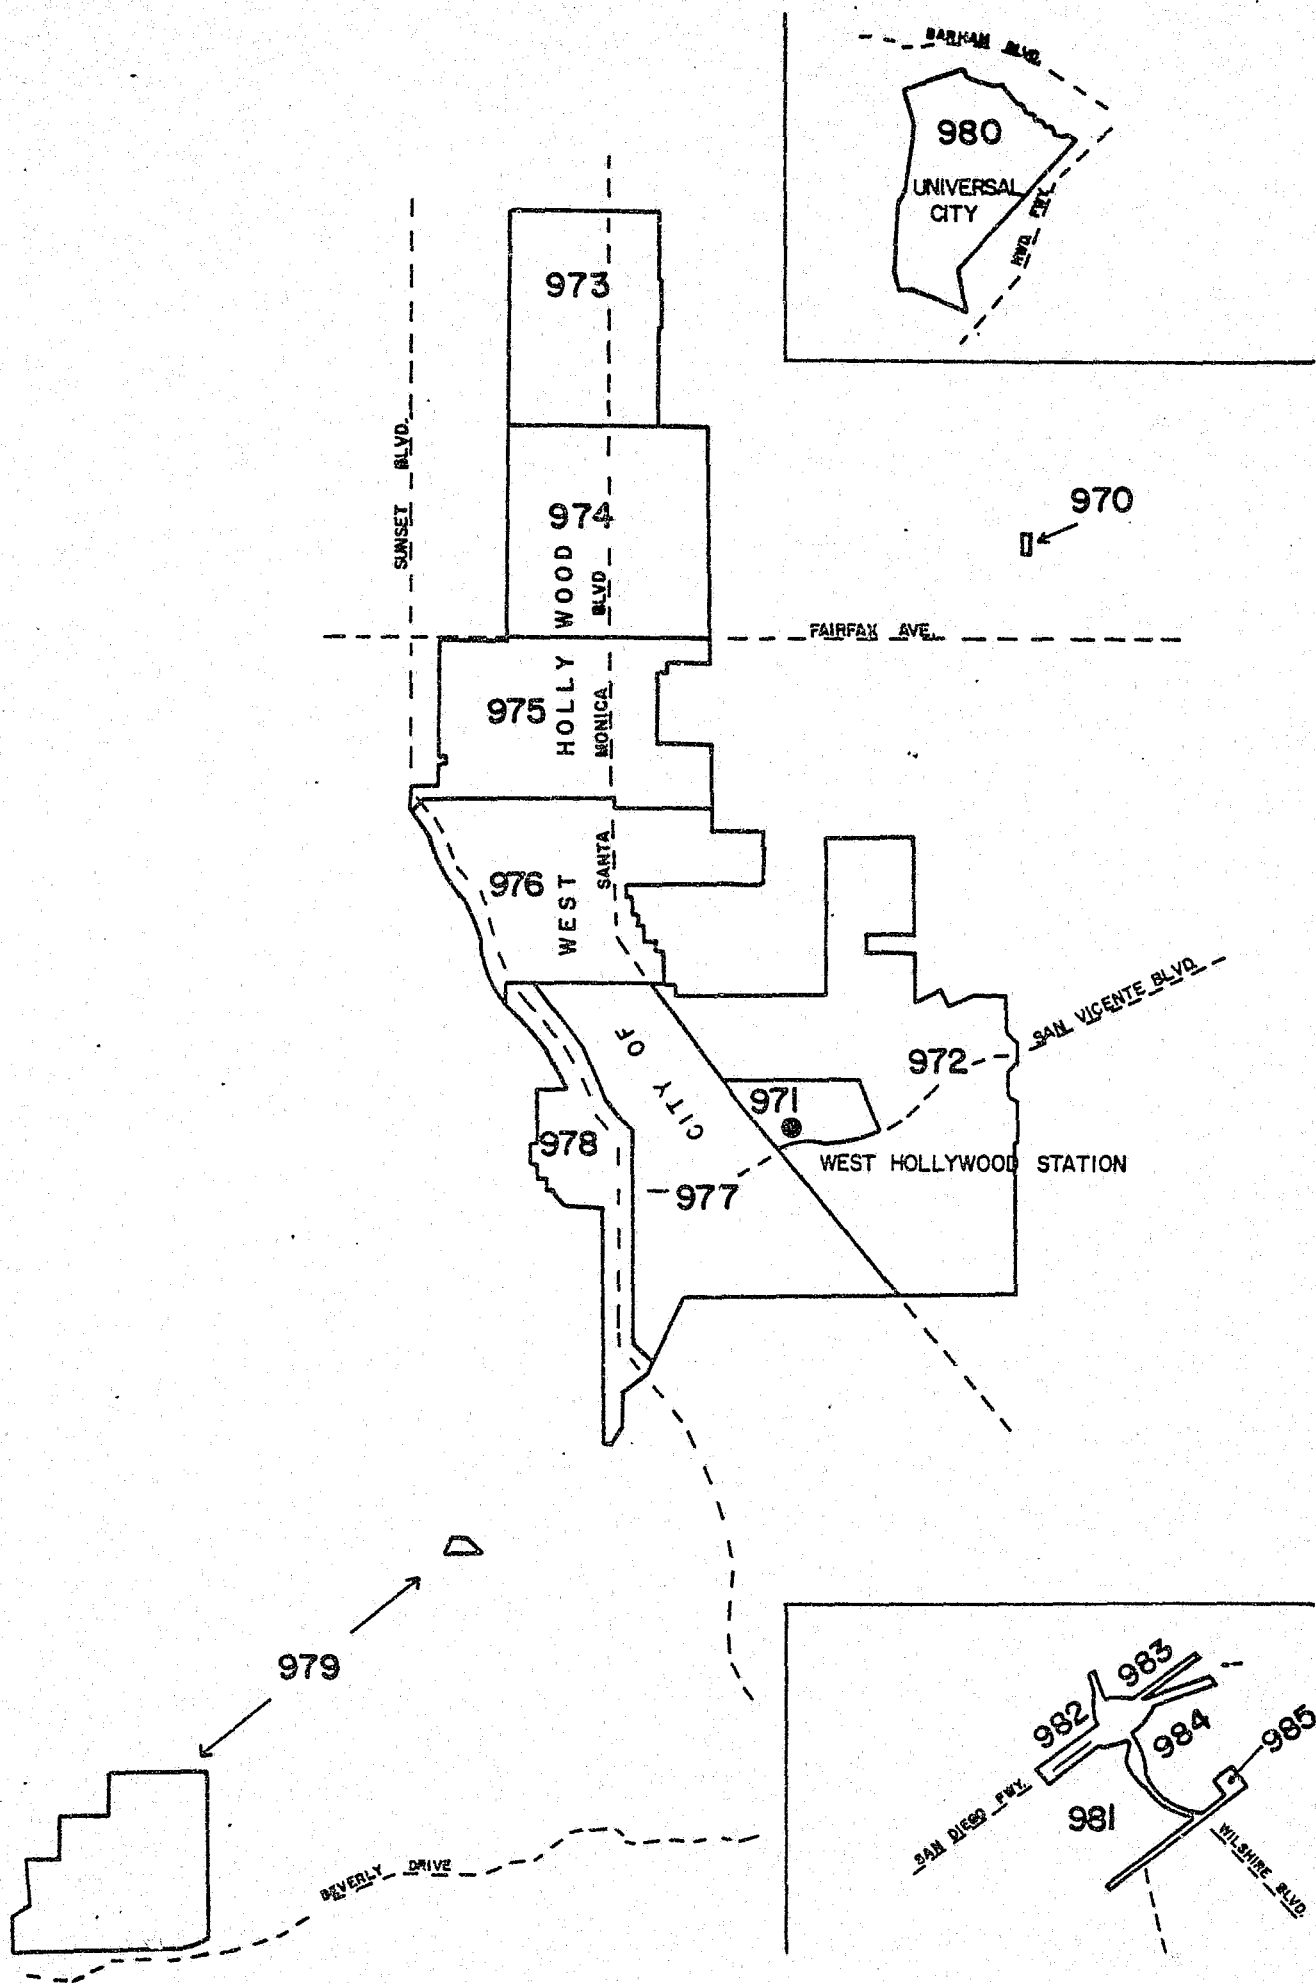 BARHAM BLVD.
980
UNIVERSAL
CITY
HWD. FWY.
973
SUNSET BLVD.
974
970
FAIRFAX AVE.
975
976
WEST HOLLYWOOD
SANTA MONICA BLVD
CITY OF
SAN VICENTE BLVD.
972
971
978
WEST HOLLYWOOD STATION
977
979
983
982
984
985
SAN DIEGO FWY.
981
WILSHIRE BLVD.
BEVERLY DRIVE